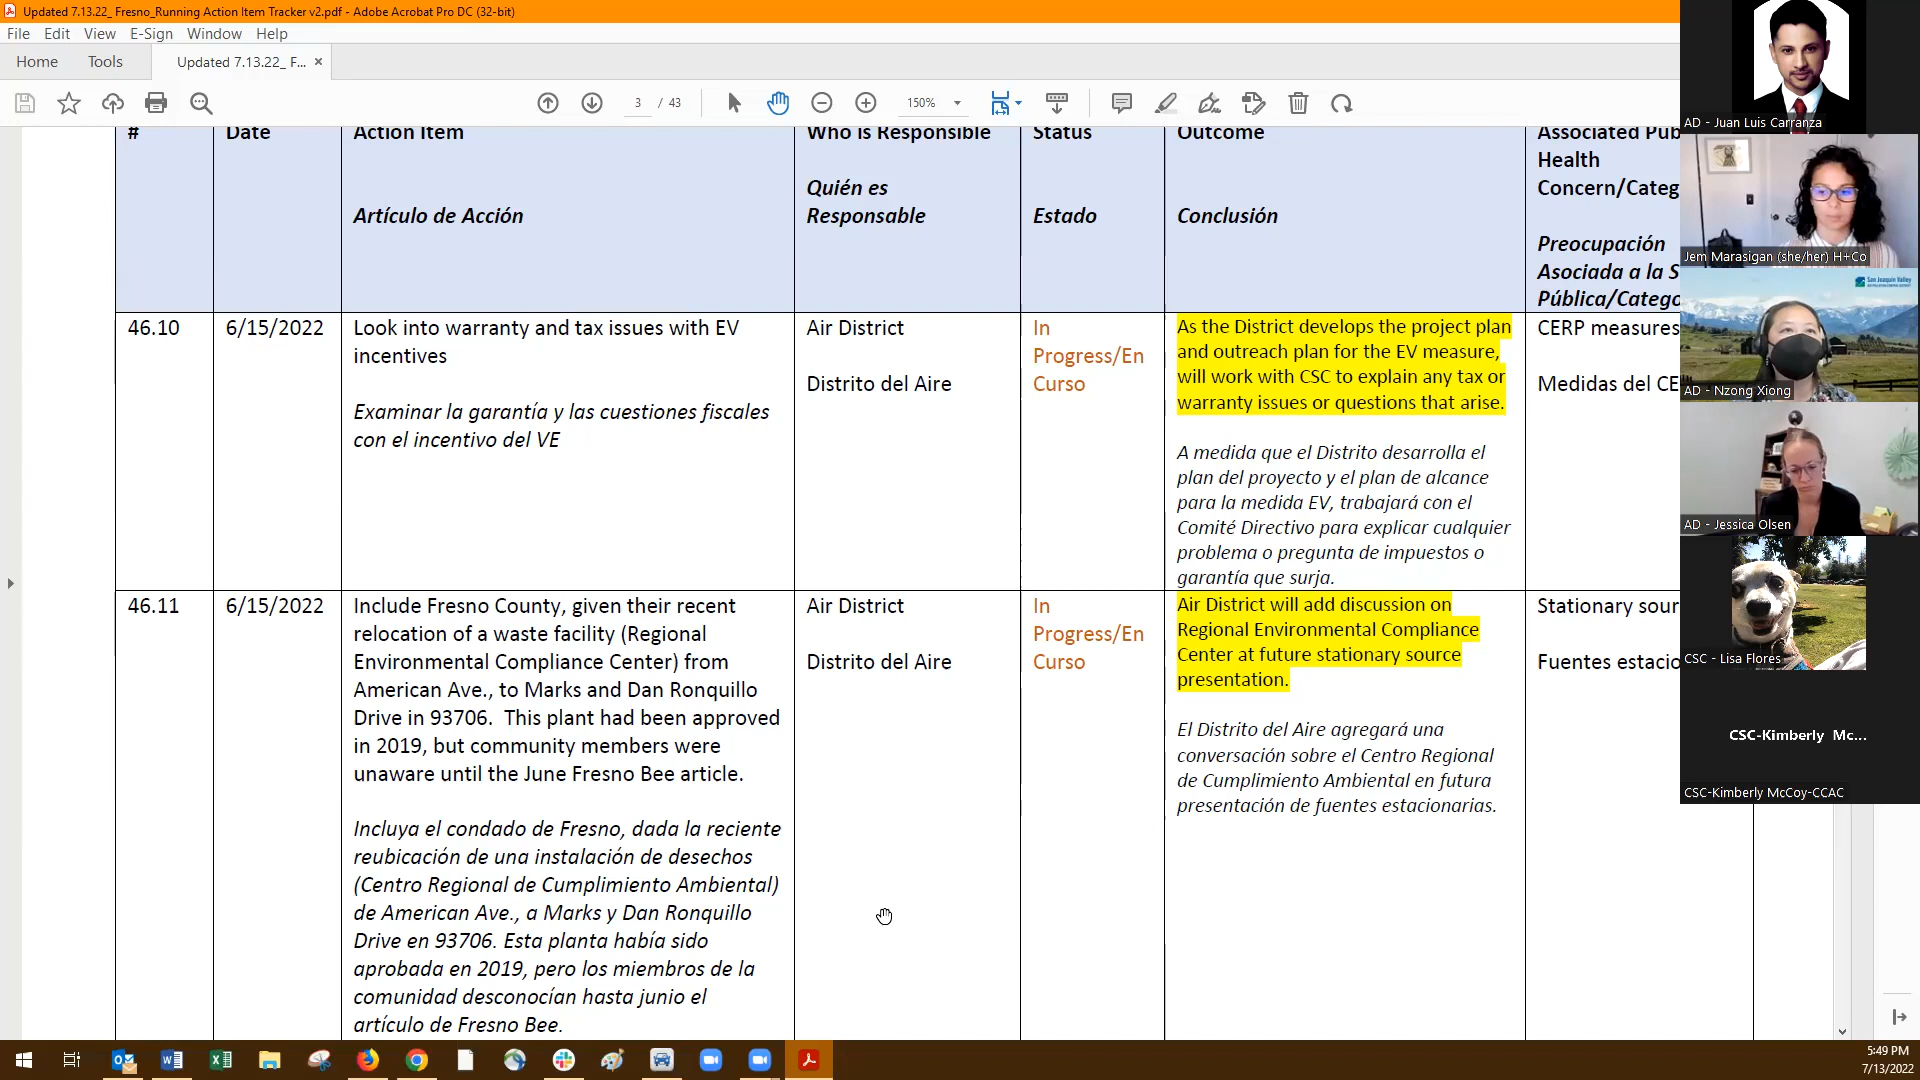 Updated 7.13.22_ Fresno_Running Action Item Tracker v2.pdf - Adobe Acrobat Pro DC (32-bit)
File Edit View E-Sign Window Help
Home Tools Updated 7.13.22_ F... ×
3 / 43 150%
# Date Action Item Who is Responsible Status Outcome Associated Pub
Health
Concern/Categ
Quién es
Responsable
Artículo de Acción Estado Conclusión
Preocupación
Asociada a la S
Pública/Catego
46.10 6/15/2022
Look into warranty and tax issues with EV
incentives
Examinar la garantía y las cuestiones fiscales
con el incentivo del VE
Air District
Distrito del Aire
In
Progress/En
Curso
As the District develops the project plan
and outreach plan for the EV measure,
will work with CSC to explain any tax or
warranty issues or questions that arise.
A medida que el Distrito desarrolla el
plan del proyecto y el plan de alcance
para la medida EV, trabajará con el
Comité Directivo para explicar cualquier
problema o pregunta de impuestos o
garantía que surja.
CERP measures
Medidas del CE
46.11 6/15/2022
Include Fresno County, given their recent
relocation of a waste facility (Regional
Environmental Compliance Center) from
American Ave., to Marks and Dan Ronquillo
Drive in 93706. This plant had been approved
in 2019, but community members were
unaware until the June Fresno Bee article.
Incluya el condado de Fresno, dada la reciente
reubicación de una instalación de desechos
(Centro Regional de Cumplimiento Ambiental)
de American Ave., a Marks y Dan Ronquillo
Drive en 93706. Esta planta había sido
aprobada en 2019, pero los miembros de la
comunidad desconocían hasta junio el
artículo de Fresno Bee.
Air District
Distrito del Aire
In
Progress/En
Curso
Air District will add discussion on
Regional Environmental Compliance
Center at future stationary source
presentation.
El Distrito del Aire agregará una
conversación sobre el Centro Regional
de Cumplimiento Ambiental en futura
presentación de fuentes estacionarias.
Stationary sour
Fuentes estacio
AD - Juan Luis Carranza
Jem Marasigan (she/her) H+Co
San Joaquin Valley
AD - Nzong Xiong
AD - Jessica Olsen
CSC - Lisa Flores
CSC-Kimberly Mc...
CSC-Kimberly McCoy-CCAC
5:49 PM
7/13/2022